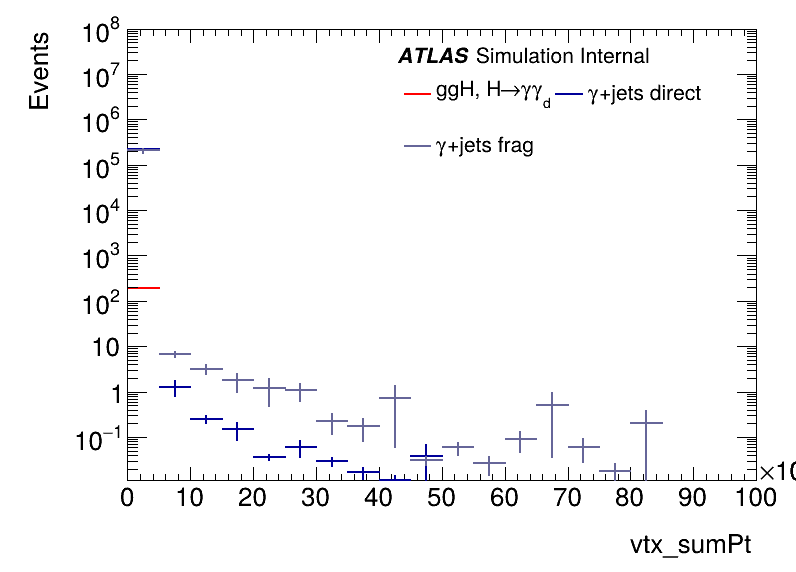 Events
10^8
10^7
10^6
10^5
10^4
10^3
10^2
10
1
10^−1
ATLAS Simulation Internal
ggH, H→γγ_d
γ+jets direct
γ+jets frag
0 10 20 30 40 50 60 70 80 90 100
×10
vtx_sumPt